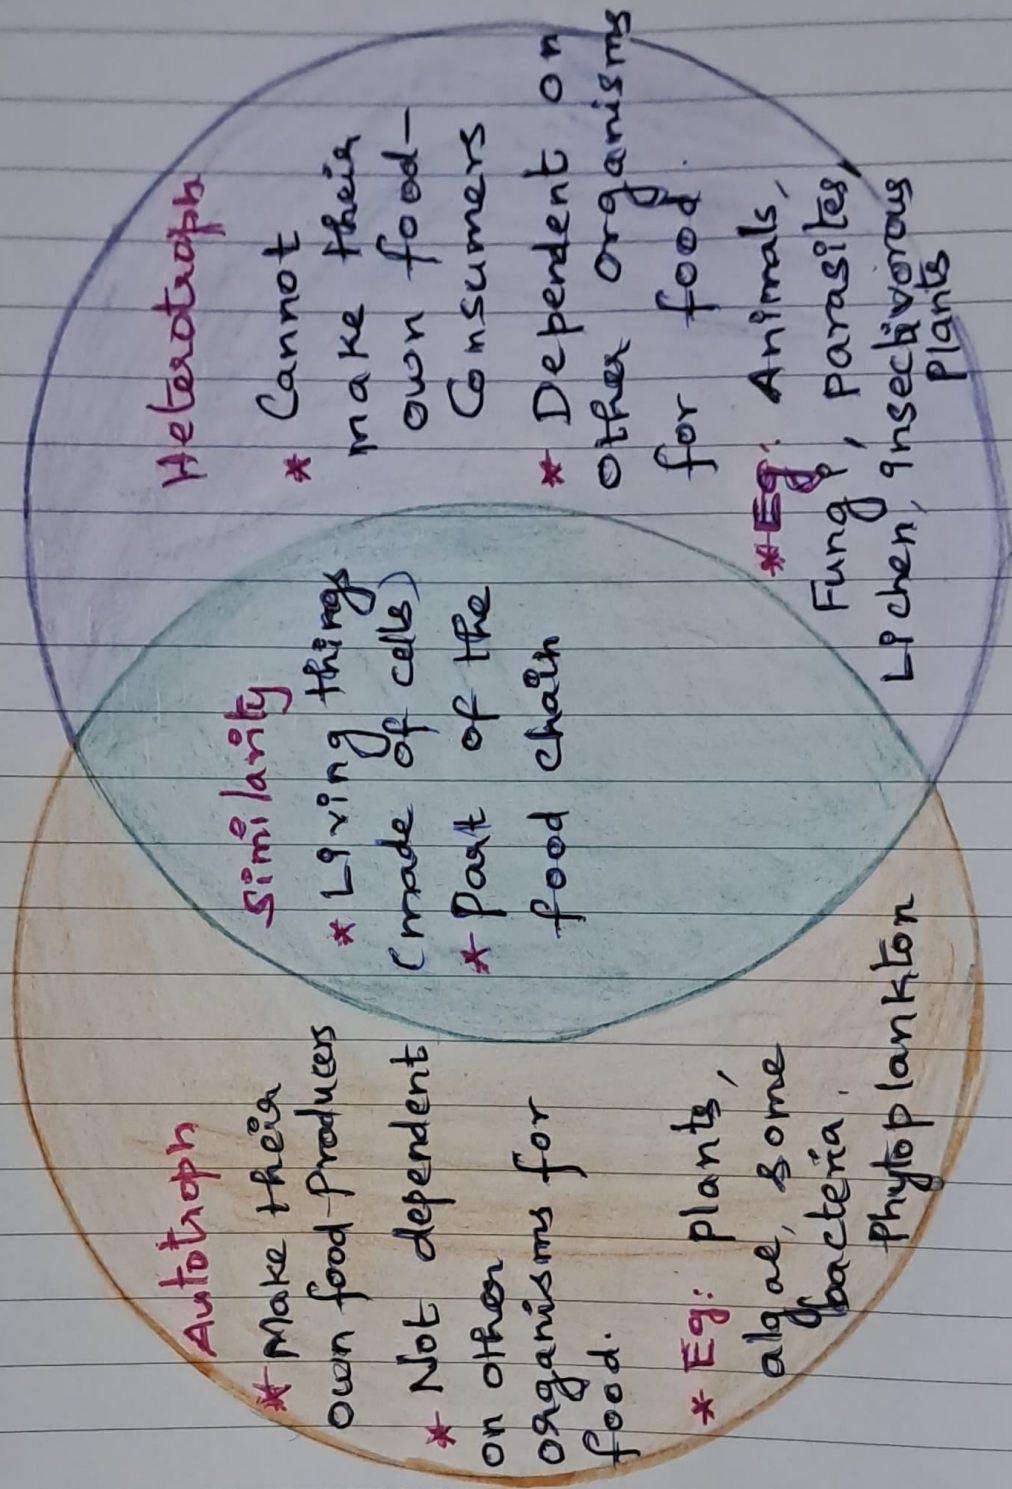 Autotroph
* Make their
own food-Producers
* Not dependent
on other
organisms for
food.
* Eg: plants,
algae, some
bacteria.
Phytoplankton
Similarity
* Living things
(made of cells)
* Part of the
food chain
Heterotroph
* Cannot
make their
own food-
Consumers
* Dependent on
other organisms
for food.
* Eg: Animals,
Fungi, parasites,
Lichen, insectivorous
plants